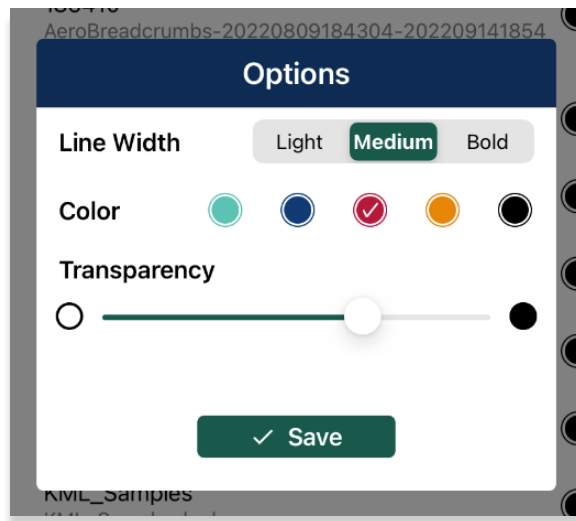 AeroBreadcrumbs-20220809184304-202209141854
Options
Line Width
Light Medium Bold
Color
Transparency
Save
KML_Samples